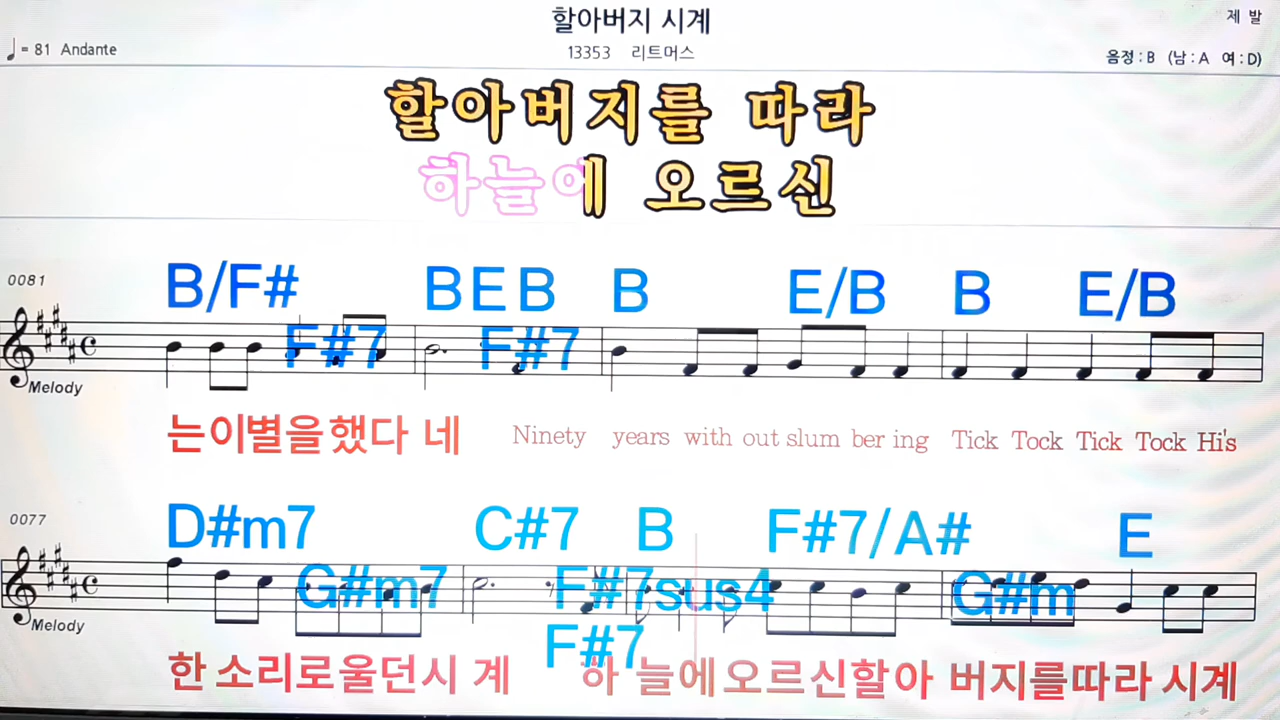 할아버지 시계
제 발
♩= 81 Andante
13353 리트머스
음정 : B (남 : A 여 : D)
할아버지를 따라
하늘에 오르신
0081
B/F# B E B B E/B B E/B
F#7 F#7
Melody
는이별을했다 네 Ninety years with out slum ber ing Tick Tock Tick Tock Hi's
0077
D#m7 C#7 B F#7/A# E
G#m7 F#7sus4 G#m
Melody
F#7
한 소리로울던시 계 하 늘에오르신할아 버지를따라 시계